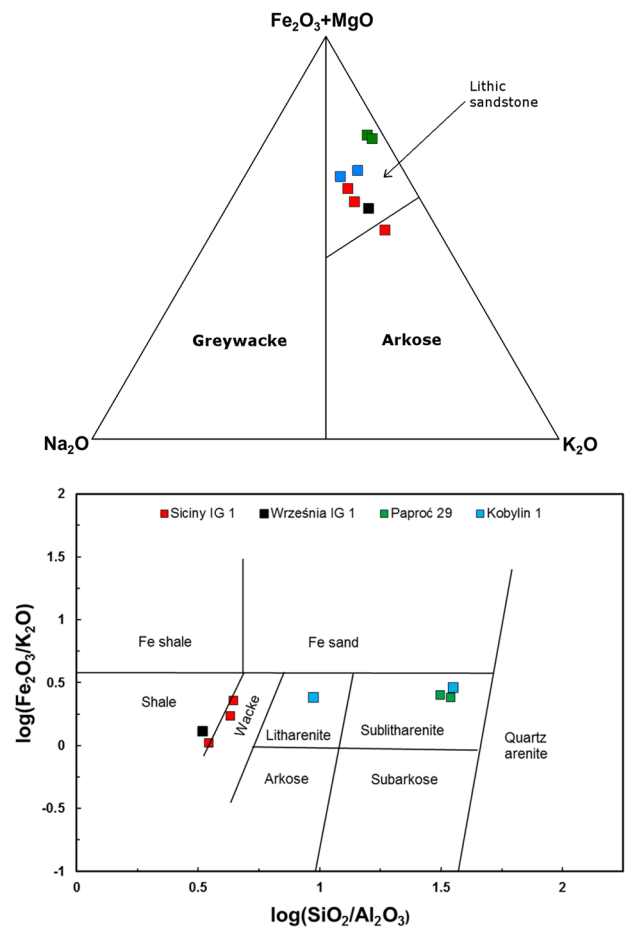 Fe₂O₃+MgO
Lithic
sandstone
Greywacke
Arkose
Na₂O
K₂O
2
Siciny IG 1
Września IG 1
Paproć 29
Kobylin 1
1.5
1
Fe shale
Fe sand
0.5
Shale
Wacke
Litharenite
Sublitharenite
Quartz
arenite
0
Arkose
Subarkose
-0.5
-1
log(Fe₂O₃/K₂O)
0
0.5
1
1.5
2
log(SiO₂/Al₂O₃)